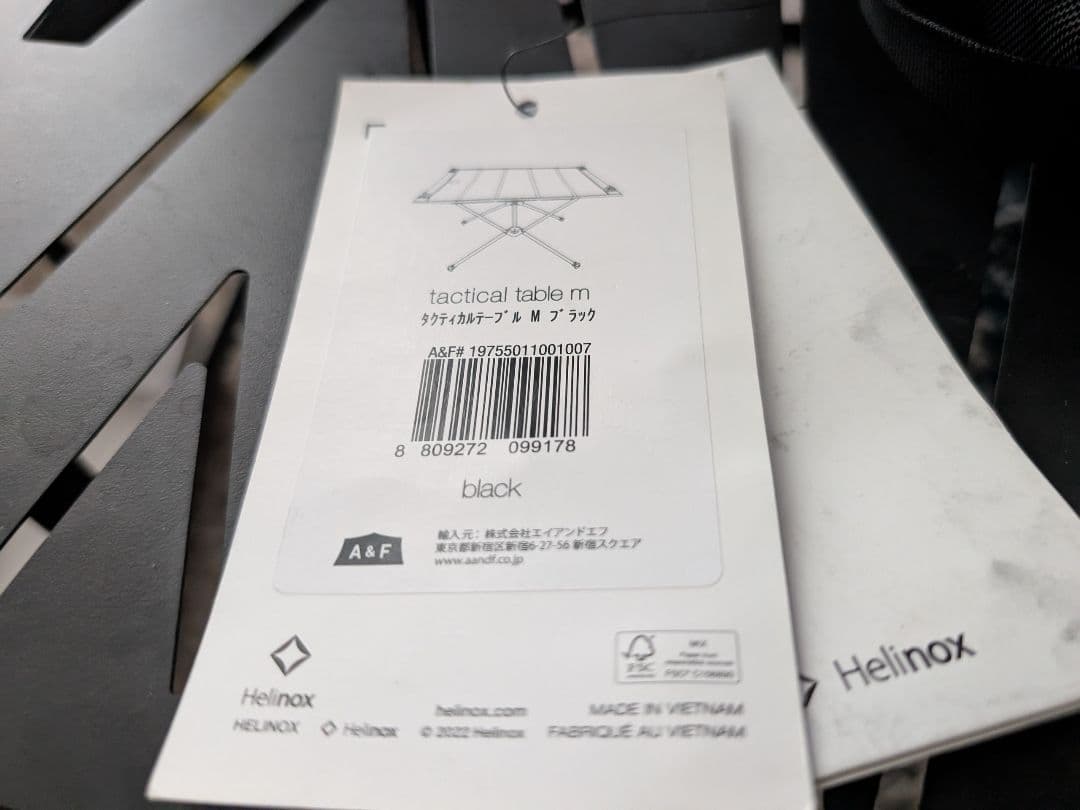 tactical table m
ﾀｸﾃｨｶﾙﾃｰﾌﾞﾙ M ﾌﾞﾗｯｸ
A&F# 19755011001007
8 809272 099178
black
A&F
輸入元：株式会社エイアンドエフ
東京都新宿区新宿6-27-56 新宿スクエア
www.aandf.co.jp
Helinox
HELINOX Helinox © 2022 Helinox
helinox.com
FSC
MIX
MADE IN VIETNAM
FABRIQUÉ AU VIETNAM
Helinox